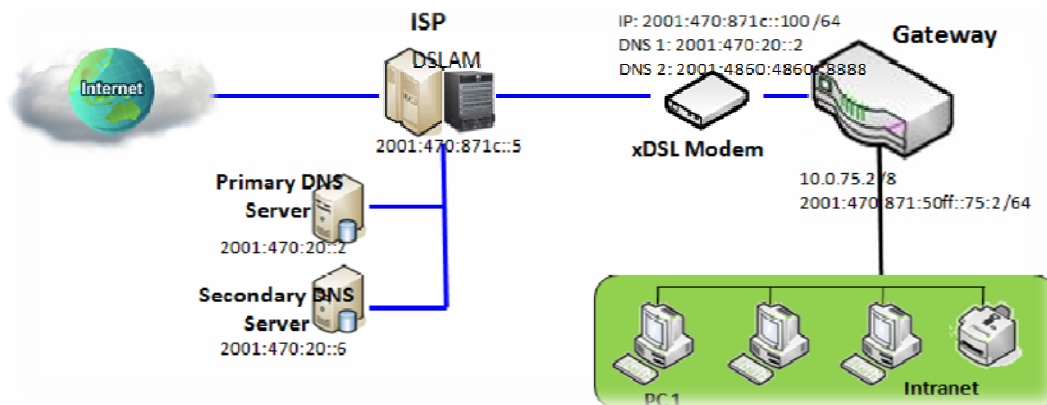 ISP
DSLAM
2001:470:871c::5
Internet
IP: 2001:470:871c::100/64
DNS 1: 2001:470:20::2
DNS 2: 2001:4860:4860::8888
Gateway
xDSL Modem
10.0.75.2/8
2001:470:871:50ff::75:2/64
Primary DNS
Server
2001:470:20::2
Secondary DNS
Server
2001:470:20::6
PC1
Intranet